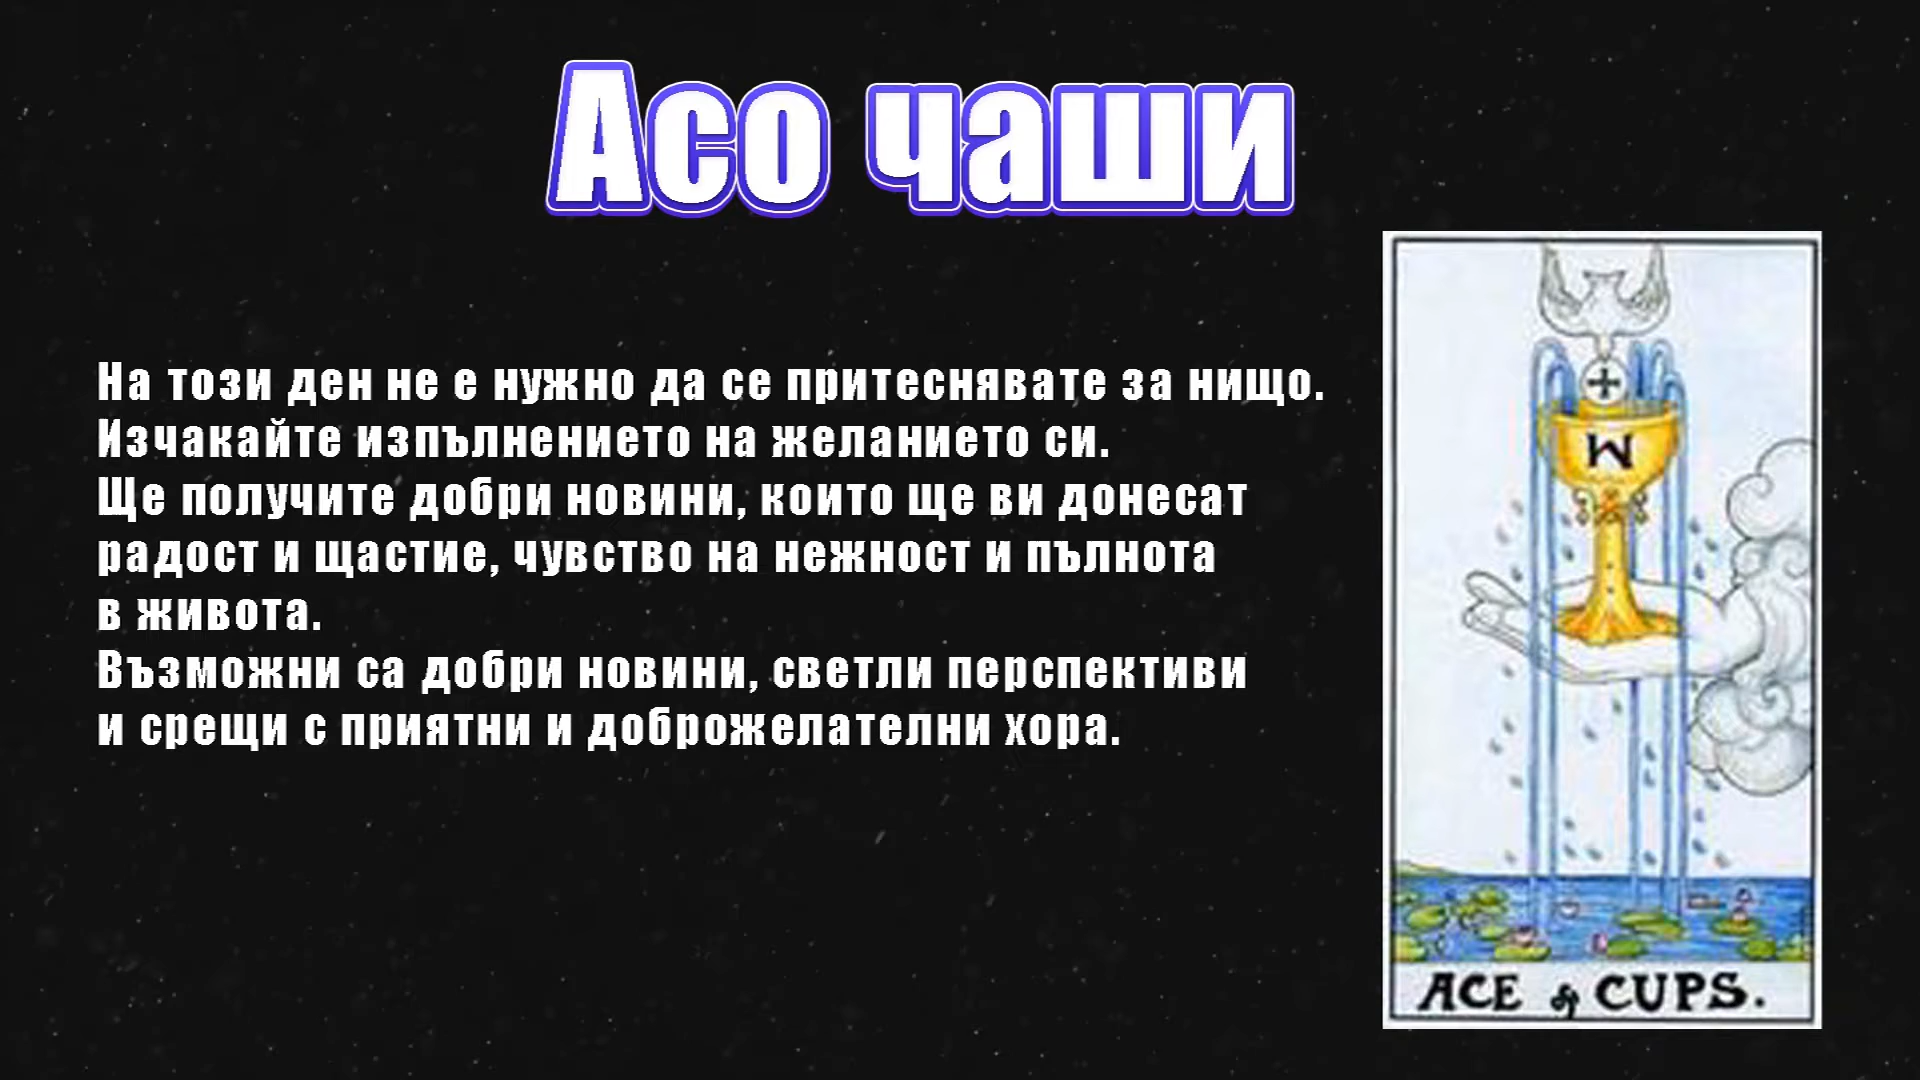 Асо чаши
На този ден не е нужно да се притеснявате за нищо.
Изчакайте изпълнението на желанието си.
Ще получите добри новини, които ще ви донесат
радост и щастие, чувство на нежност и пълнота
в живота.
Възможни са добри новини, светли перспективи
и срещи с приятни и доброжелателни хора.
W
ACE of CUPS.